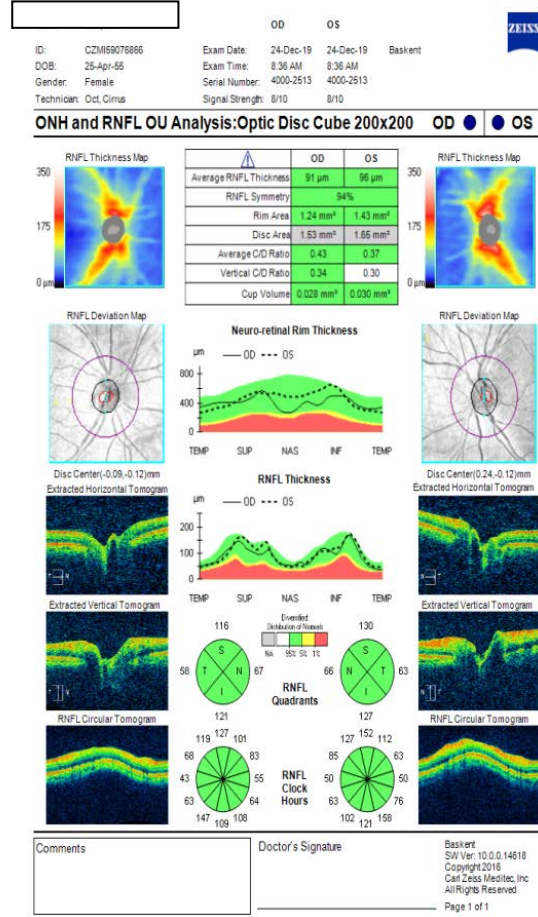 OD OS
ZEISS
ID: CZMI59076866 Exam Date: 24-Dec-19 24-Dec-19 Baskent
DOB: 25-Apr-55 Exam Time: 8:36 AM 8:36 AM
Gender: Female Serial Number: 4000-2513 4000-2513
Technician: Oct, Cirrus Signal Strength: 8/10 8/10
ONH and RNFL OU Analysis:Optic Disc Cube 200x200 OD OS
RNFL Thickness Map
350
175
0 µm
OD OS
Average RNFL Thickness 91 µm 96 µm
RNFL Symmetry 94%
Rim Area 1.24 mm² 1.43 mm²
Disc Area 1.53 mm² 1.65 mm²
Average C/D Ratio 0.43 0.37
Vertical C/D Ratio 0.34 0.30
Cup Volume 0.028 mm³ 0.030 mm³
RNFL Thickness Map
350
175
0 µm
RNFL Deviation Map
Disc Center(-0.09,-0.12)mm
Neuro-retinal Rim Thickness
µm OD OS
800
400
0
TEMP SUP NAS INF TEMP
RNFL Deviation Map
Disc Center(0.24,-0.12)mm
Extracted Horizontal Tomogram
RNFL Thickness
µm OD OS
200
100
0
TEMP SUP NAS INF TEMP
Extracted Horizontal Tomogram
Extracted Vertical Tomogram
Diversified:
Distribution of Normals
NA 95% 5% 1%
Extracted Vertical Tomogram
116
S
58 T N 67
I
121
RNFL
Quadrants
130
S
66 N T 63
I
127
RNFL Circular Tomogram
119 127 101
68 83
43 55
63 64
147 109 108
RNFL
Clock
Hours
127 152 112
85 63
50 50
63 76
102 121 158
RNFL Circular Tomogram
Comments
Doctor's Signature
Baskent
SW Ver: 10.0.0.14618
Copyright 2016
Carl Zeiss Meditec, Inc
All Rights Reserved
Page 1 of 1